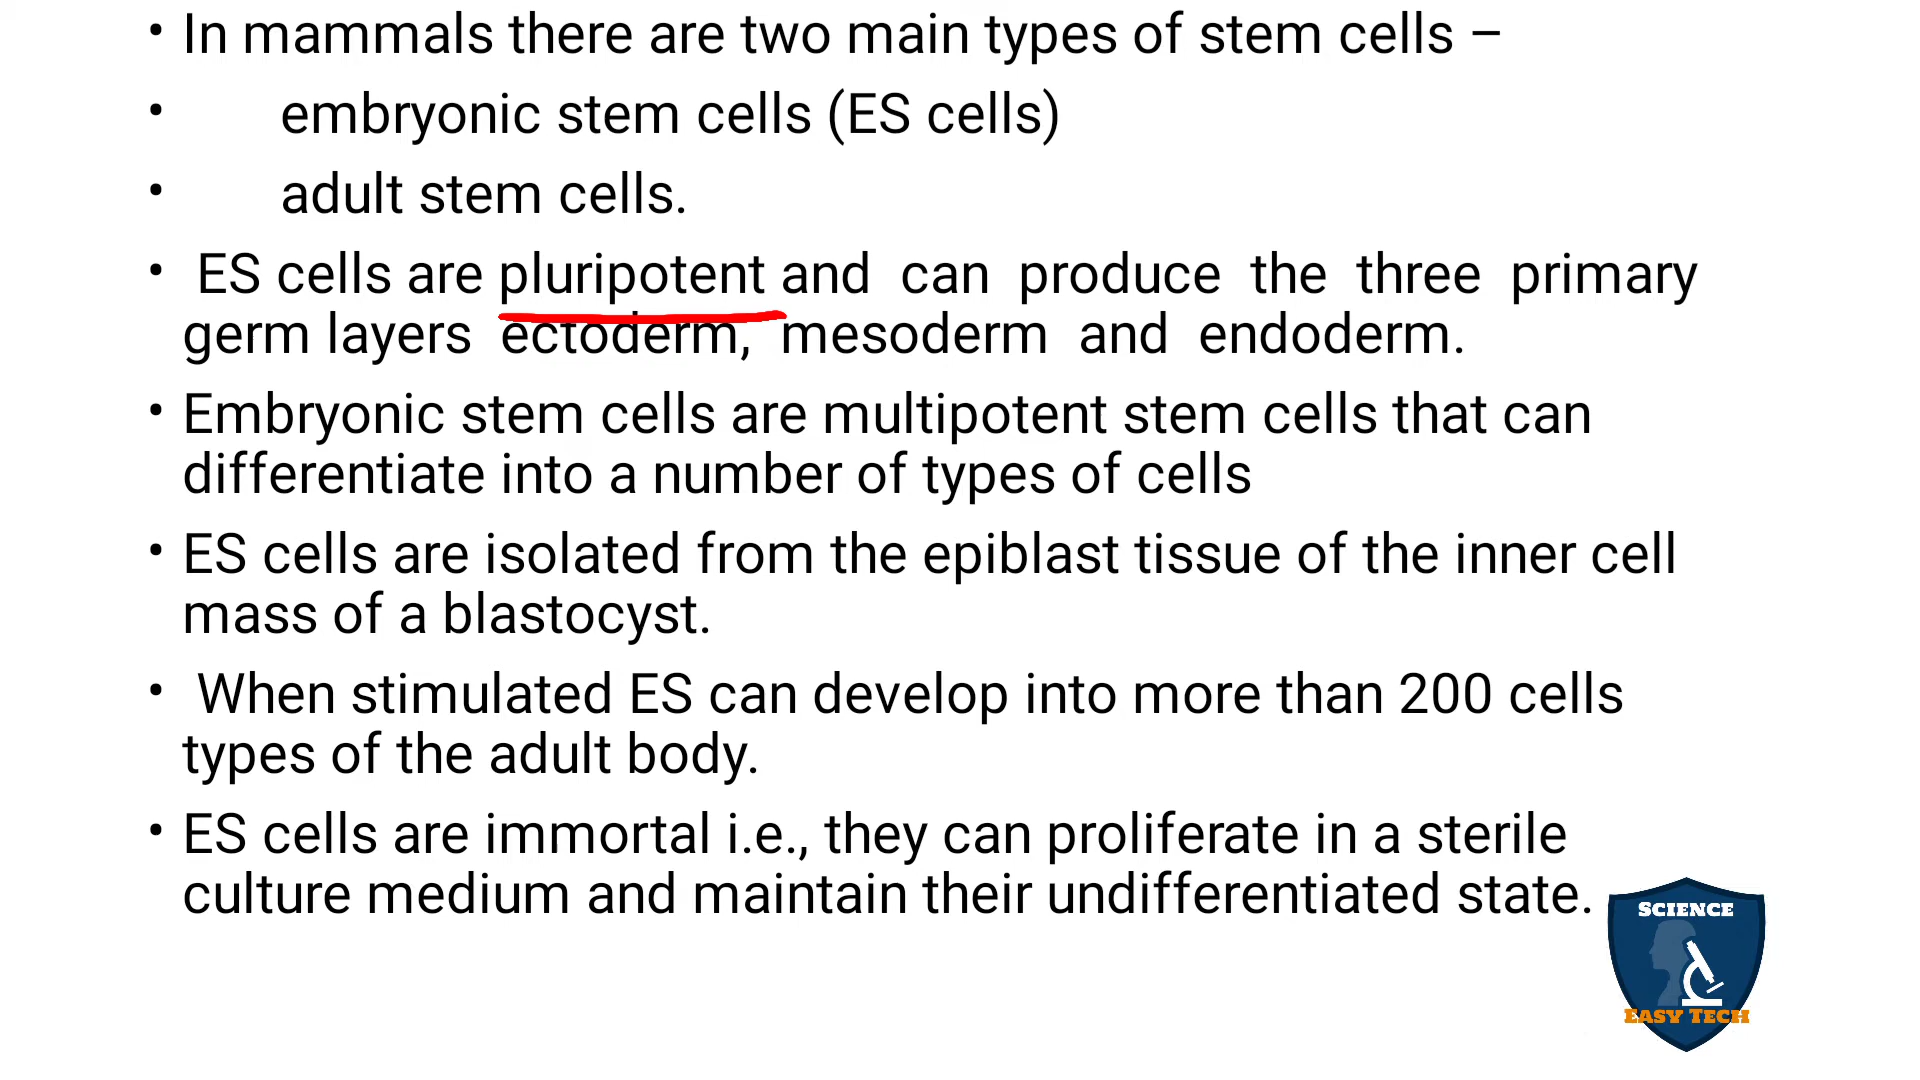 • In mammals there are two main types of stem cells –
• embryonic stem cells (ES cells)
• adult stem cells.
• ES cells are pluripotent and can produce the three primary
germ layers ectoderm, mesoderm and endoderm.
• Embryonic stem cells are multipotent stem cells that can
differentiate into a number of types of cells
• ES cells are isolated from the epiblast tissue of the inner cell
mass of a blastocyst.
• When stimulated ES can develop into more than 200 cells
types of the adult body.
• ES cells are immortal i.e., they can proliferate in a sterile
culture medium and maintain their undifferentiated state.
SCIENCE
EASY TECH